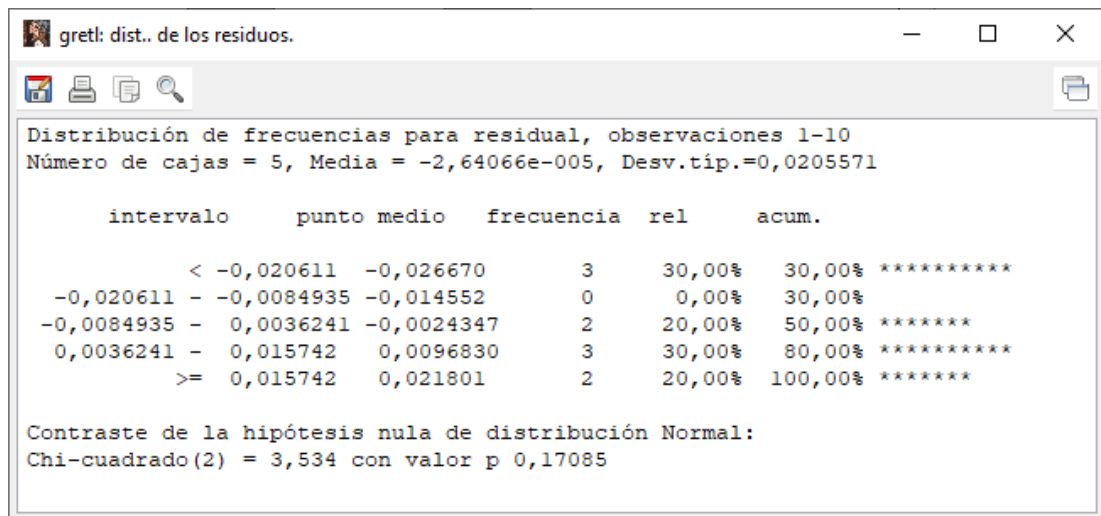 gretl: dist.. de los residuos.
Distribución de frecuencias para residual, observaciones 1-10
Número de cajas = 5, Media = -2,64066e-005, Desv.típ.=0,0205571
intervalo punto medio frecuencia rel acum.
< -0,020611 -0,026670 3 30,00% 30,00% **********
-0,020611 - -0,0084935 -0,014552 0 0,00% 30,00%
-0,0084935 - 0,0036241 -0,0024347 2 20,00% 50,00% *******
0,0036241 - 0,015742 0,0096830 3 30,00% 80,00% **********
>= 0,015742 0,021801 2 20,00% 100,00% *******
Contraste de la hipótesis nula de distribución Normal:
Chi-cuadrado(2) = 3,534 con valor p 0,17085